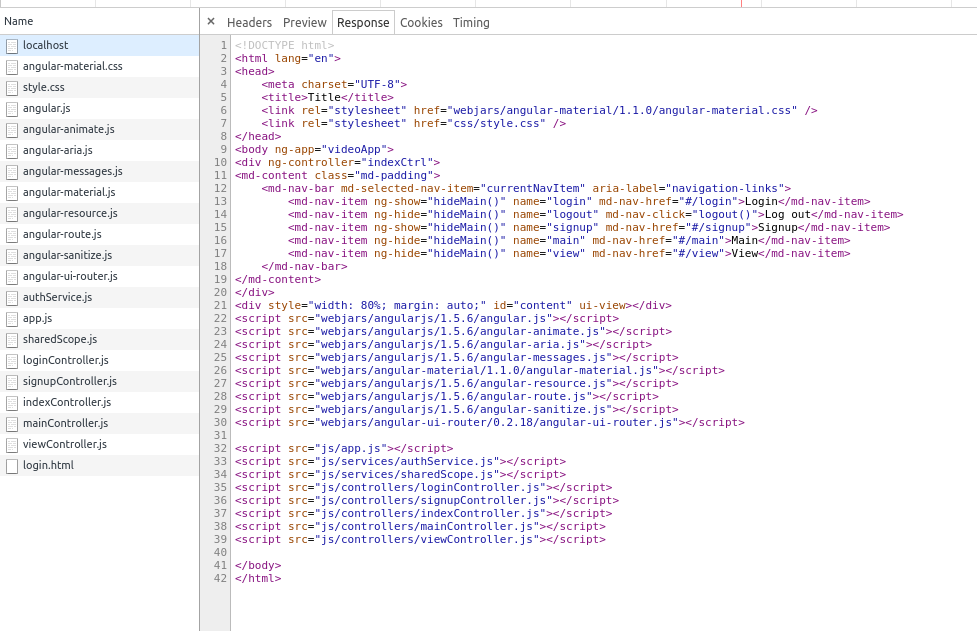 Name
localhost
angular-material.css
style.css
angular.js
angular-animate.js
angular-aria.js
angular-messages.js
angular-material.js
angular-resource.js
angular-route.js
angular-sanitize.js
angular-ui-router.js
authService.js
app.js
sharedScope.js
loginController.js
signupController.js
indexController.js
mainController.js
viewController.js
login.html
× Headers Preview Response Cookies Timing
1 <!DOCTYPE html>
2 <html lang="en">
3 <head>
4     <meta charset="UTF-8">
5     <title>Title</title>
6     <link rel="stylesheet" href="webjars/angular-material/1.1.0/angular-material.css" />
7     <link rel="stylesheet" href="css/style.css" />
8 </head>
9 <body ng-app="videoApp">
10 <div ng-controller="indexCtrl">
11 <md-content class="md-padding">
12     <md-nav-bar md-selected-nav-item="currentNavItem" aria-label="navigation-links">
13         <md-nav-item ng-show="hideMain()" name="login" md-nav-href="#/login">Login</md-nav-item>
14         <md-nav-item ng-hide="hideMain()" name="logout" md-nav-click="logout()">Log out</md-nav-item>
15         <md-nav-item ng-show="hideMain()" name="signup" md-nav-href="#/signup">Signup</md-nav-item>
16         <md-nav-item ng-hide="hideMain()" name="main" md-nav-href="#/main">Main</md-nav-item>
17         <md-nav-item ng-hide="hideMain()" name="view" md-nav-href="#/view">View</md-nav-item>
18     </md-nav-bar>
19 </md-content>
20 </div>
21 <div style="width: 80%; margin: auto;" id="content" ui-view></div>
22 <script src="webjars/angularjs/1.5.6/angular.js"></script>
23 <script src="webjars/angularjs/1.5.6/angular-animate.js"></script>
24 <script src="webjars/angularjs/1.5.6/angular-aria.js"></script>
25 <script src="webjars/angularjs/1.5.6/angular-messages.js"></script>
26 <script src="webjars/angular-material/1.1.0/angular-material.js"></script>
27 <script src="webjars/angularjs/1.5.6/angular-resource.js"></script>
28 <script src="webjars/angularjs/1.5.6/angular-route.js"></script>
29 <script src="webjars/angularjs/1.5.6/angular-sanitize.js"></script>
30 <script src="webjars/angular-ui-router/0.2.18/angular-ui-router.js"></script>
31
32 <script src="js/app.js"></script>
33 <script src="js/services/authService.js"></script>
34 <script src="js/services/sharedScope.js"></script>
35 <script src="js/controllers/loginController.js"></script>
36 <script src="js/controllers/signupController.js"></script>
37 <script src="js/controllers/indexController.js"></script>
38 <script src="js/controllers/mainController.js"></script>
39 <script src="js/controllers/viewController.js"></script>
40
41 </body>
42 </html>